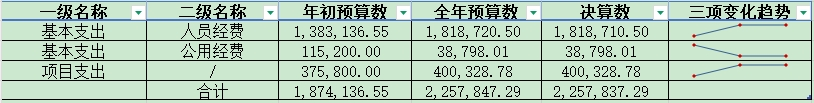 一级名称 二级名称 年初预算数 全年预算数 决算数 三项变化趋势
基本支出 人员经费 1,383,136.55 1,818,720.50 1,818,710.50
基本支出 公用经费 115,200.00 38,798.01 38,798.01
项目支出 / 375,800.00 400,328.78 400,328.78
合计 1,874,136.55 2,257,847.29 2,257,837.29